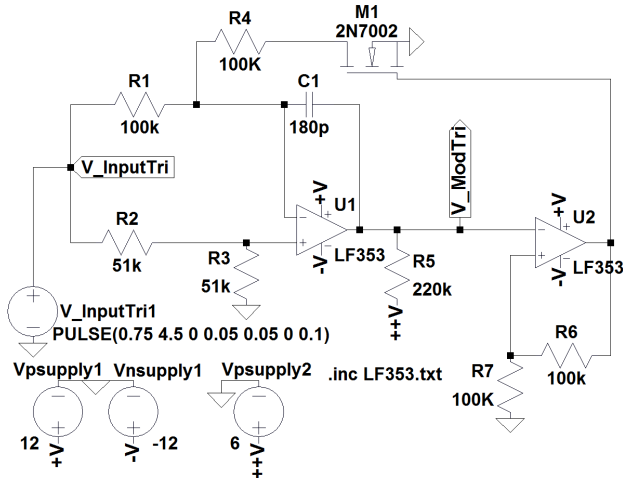 M1
R4
2N7002
100K
R1
C1
100k
180p
V_InputTri
V_ModTri
+V
U1
+V
U2
R2
R3
-V
LF353
R5
-V
LF353
51k
51k
220k
++V
V_InputTri1
PULSE(0.75 4.5 0 0.05 0.05 0 0.1)
R6
100k
R7
100K
Vpsupply1
Vnsupply1
Vpsupply2
.inc LF353.txt
12
+V
-V
-12
6
++V